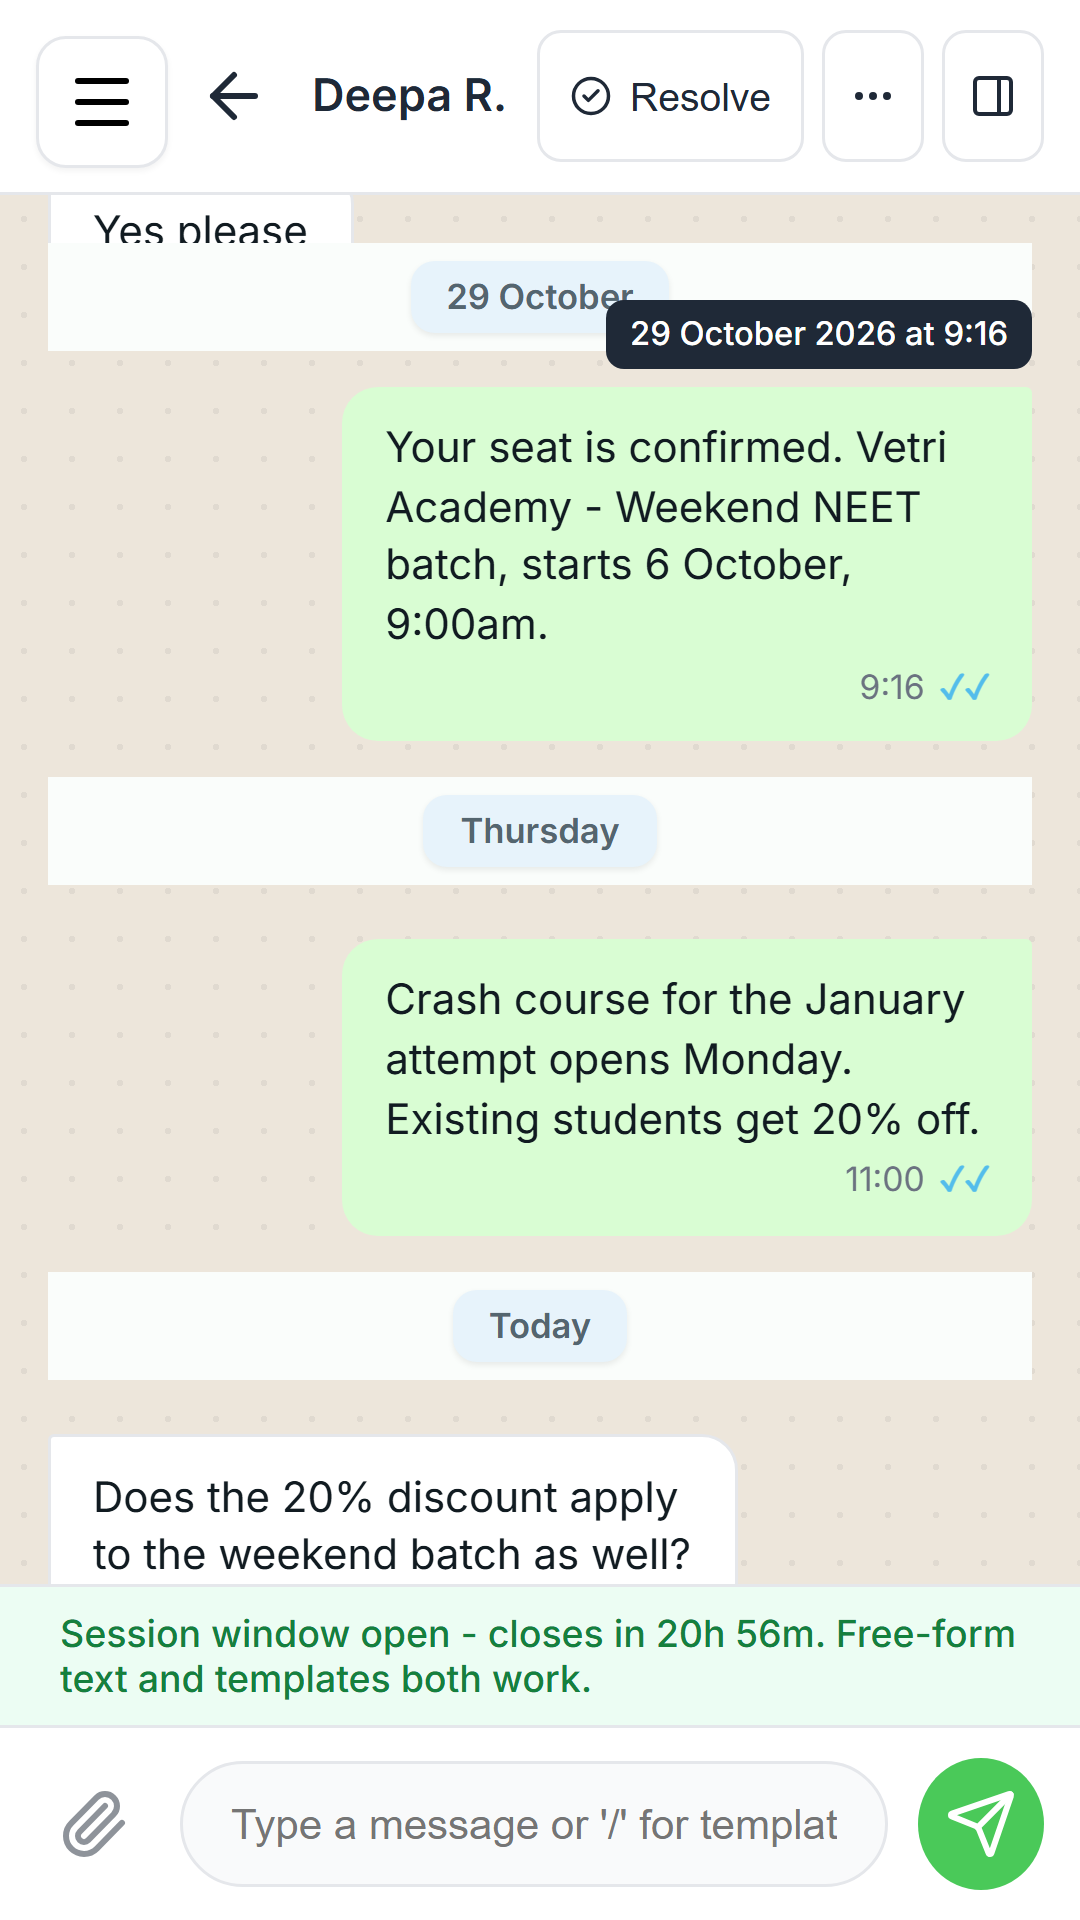 Deepa R.
Resolve
Yes please
29 October
29 October 2026 at 9:16
Your seat is confirmed. Vetri
Academy - Weekend NEET
batch, starts 6 October,
9:00am.
9:16
Thursday
Crash course for the January
attempt opens Monday.
Existing students get 20% off.
11:00
Today
Does the 20% discount apply
to the weekend batch as well?
Session window open - closes in 20h 56m. Free-form
text and templates both work.
Type a message or '/' for templat